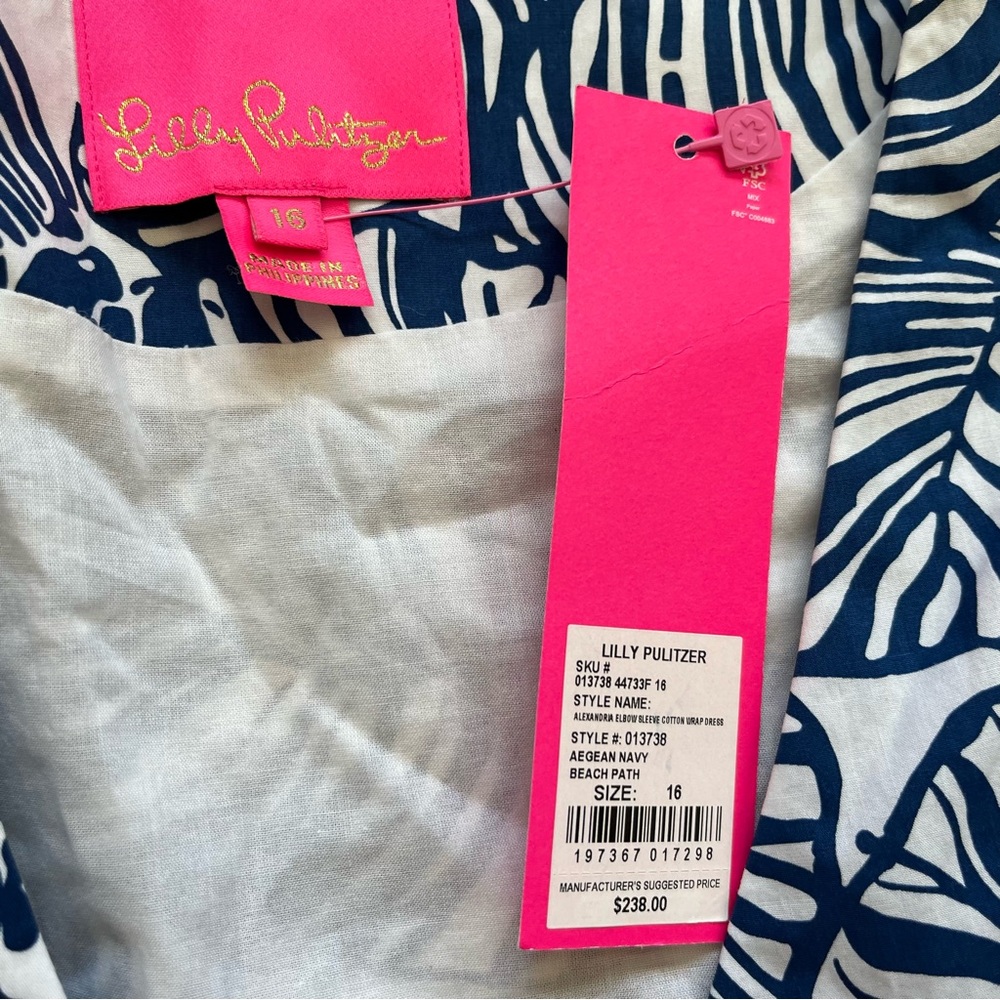 Lilly Pulitzer
16
MADE IN
PHILIPPINES
FSC
MIX
Paper
FSC® C004883
LILLY PULITZER
SKU #
013738 44733F 16
STYLE NAME:
ALEXANDRIA ELBOW SLEEVE COTTON WRAP DRESS
STYLE #: 013738
AEGEAN NAVY
BEACH PATH
SIZE: 16
197367 017298
MANUFACTURER'S SUGGESTED PRICE
$238.00